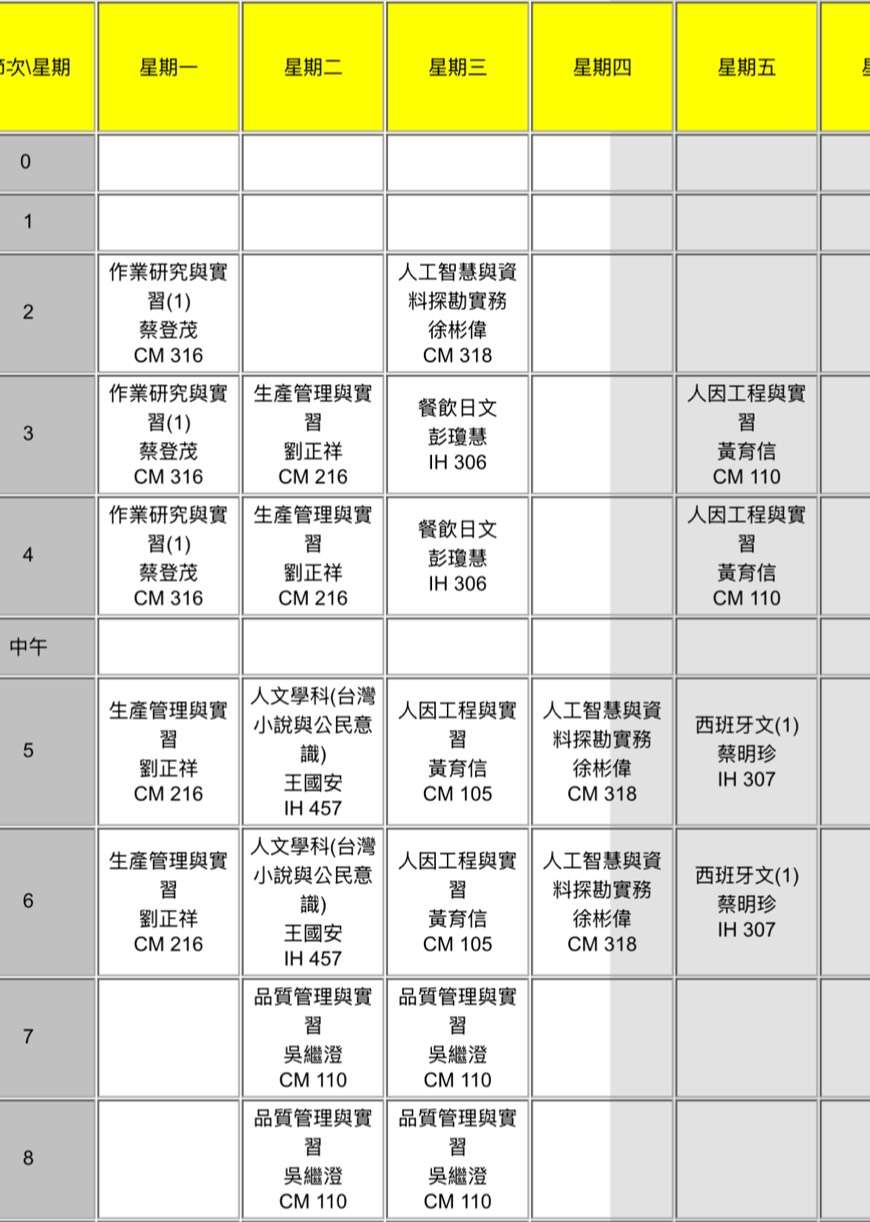 節次\星期 星期一 星期二 星期三 星期四 星期五
0
1
2
作業研究與實
習(1)
蔡登茂
CM 316
人工智慧與資
料探勘實務
徐彬偉
CM 318
3
作業研究與實
習(1)
蔡登茂
CM 316
生產管理與實
習
劉正祥
CM 216
餐飲日文
彭瓊慧
IH 306
人因工程與實
習
黃育信
CM 110
4
作業研究與實
習(1)
蔡登茂
CM 316
生產管理與實
習
劉正祥
CM 216
餐飲日文
彭瓊慧
IH 306
人因工程與實
習
黃育信
CM 110
中午
5
生產管理與實
習
劉正祥
CM 216
人文學科(台灣
小說與公民意
識)
王國安
IH 457
人因工程與實
習
黃育信
CM 105
人工智慧與資
料探勘實務
徐彬偉
CM 318
西班牙文(1)
蔡明珍
IH 307
6
生產管理與實
習
劉正祥
CM 216
人文學科(台灣
小說與公民意
識)
王國安
IH 457
人因工程與實
習
黃育信
CM 105
人工智慧與資
料探勘實務
徐彬偉
CM 318
西班牙文(1)
蔡明珍
IH 307
7
品質管理與實
習
吳繼澄
CM 110
品質管理與實
習
吳繼澄
CM 110
8
品質管理與實
習
吳繼澄
CM 110
品質管理與實
習
吳繼澄
CM 110